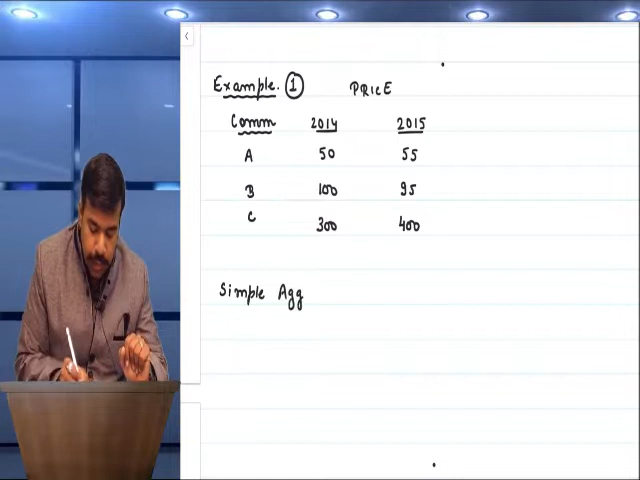 Example. 1 PRICE
Comm 2014 2015
A 50 55
B 100 95
C 300 400
Simple Agg